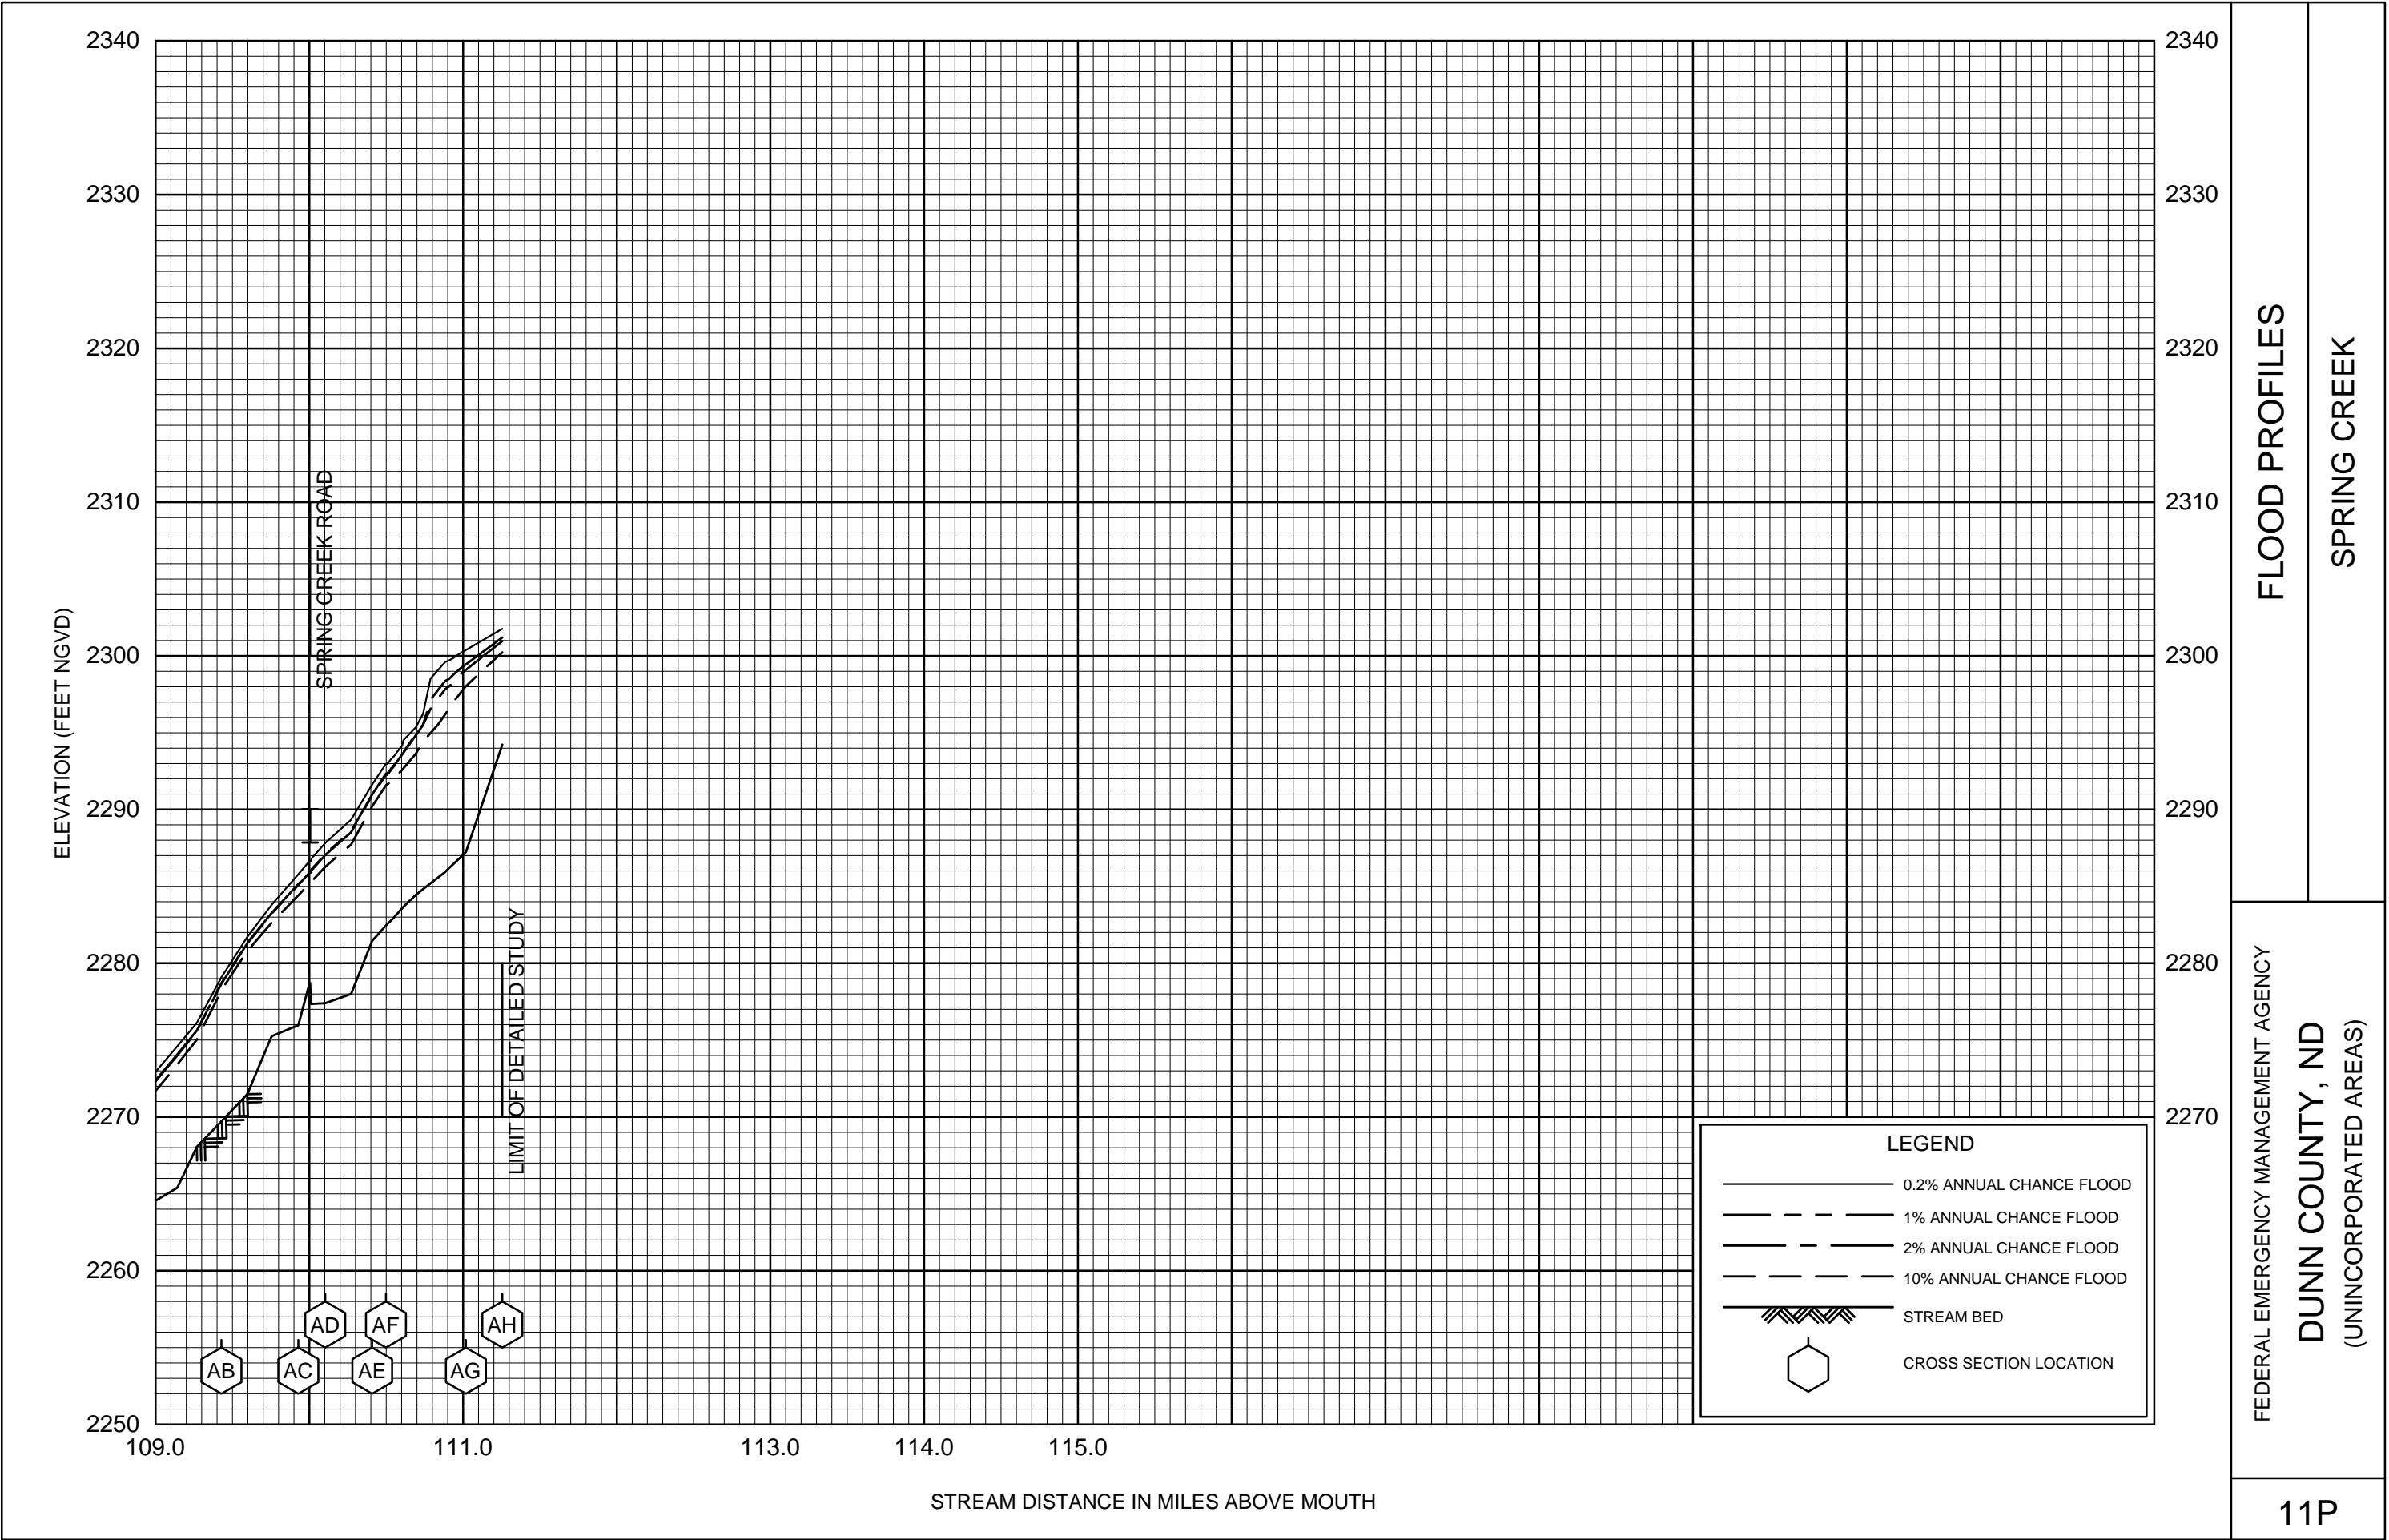 2340
2330
2320
2310
2300
2290
2280
2270
2260
2250
ELEVATION (FEET NGVD)
SPRING CREEK ROAD
LIMIT OF DETAILED STUDY
AD
AF
AH
AB
AC
AE
AG
109.0
111.0
113.0
114.0
115.0
STREAM DISTANCE IN MILES ABOVE MOUTH
2340
2330
2320
2310
2300
2290
2280
2270
LEGEND
0.2% ANNUAL CHANCE FLOOD
1% ANNUAL CHANCE FLOOD
2% ANNUAL CHANCE FLOOD
10% ANNUAL CHANCE FLOOD
STREAM BED
CROSS SECTION LOCATION
FLOOD PROFILES
SPRING CREEK
FEDERAL EMERGENCY MANAGEMENT AGENCY
DUNN COUNTY, ND
(UNINCORPORATED AREAS)
11P